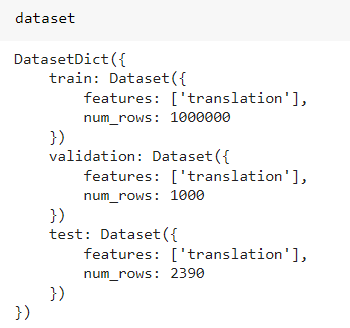 dataset
DatasetDict({
    train: Dataset({
        features: ['translation'],
        num_rows: 1000000
    })
    validation: Dataset({
        features: ['translation'],
        num_rows: 1000
    })
    test: Dataset({
        features: ['translation'],
        num_rows: 2390
    })
})